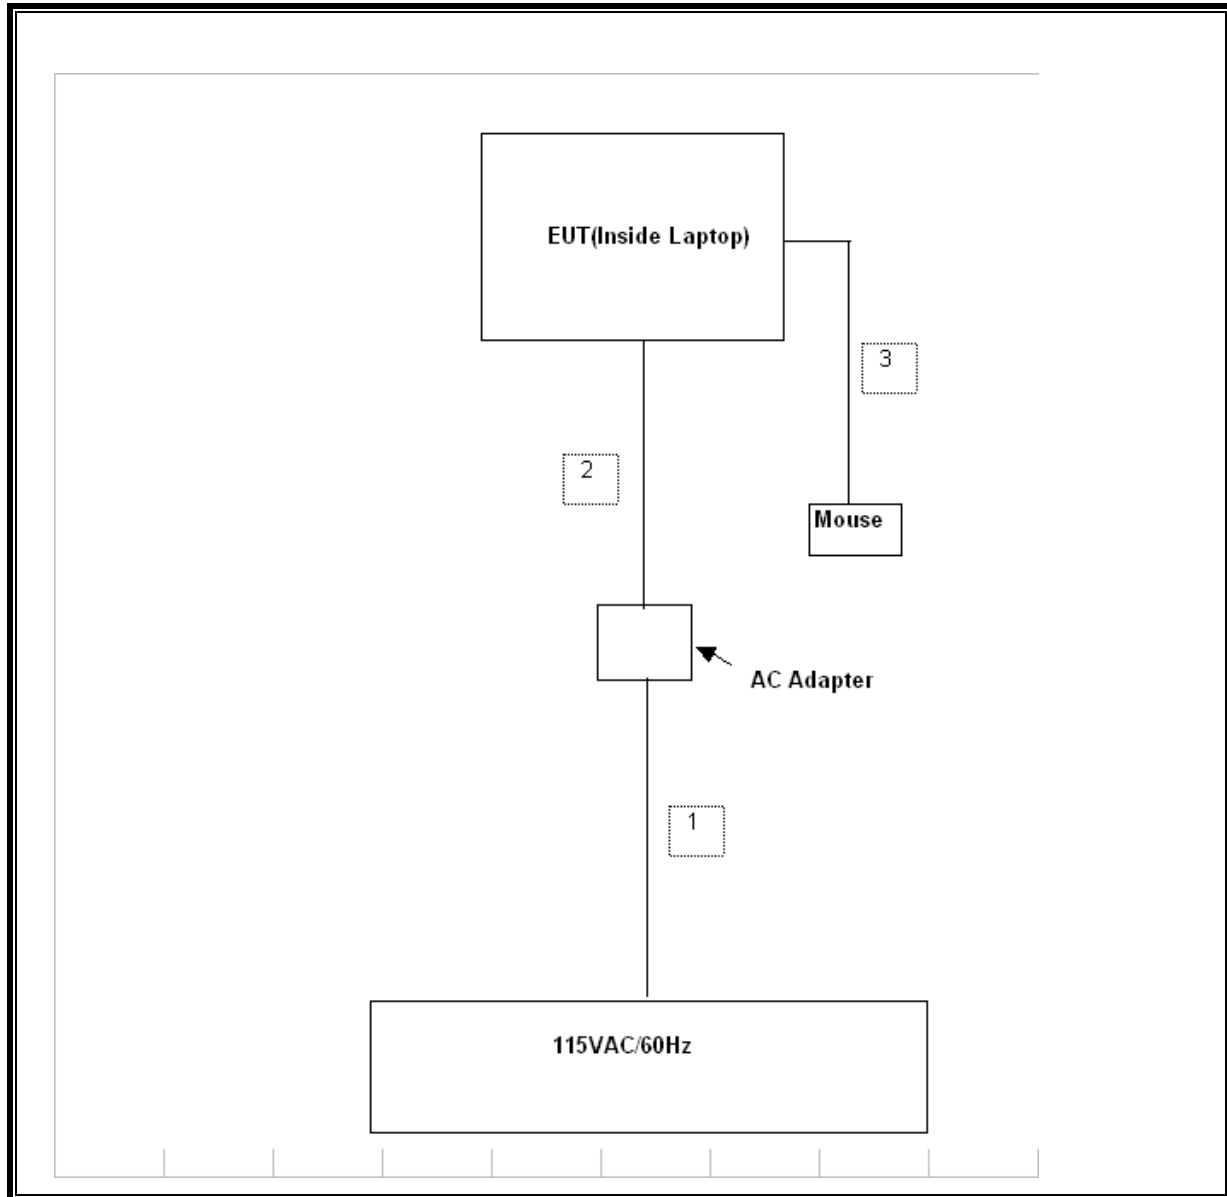 EUT(Inside Laptop)
3
2
Mouse
AC Adapter
1
115VAC/60Hz